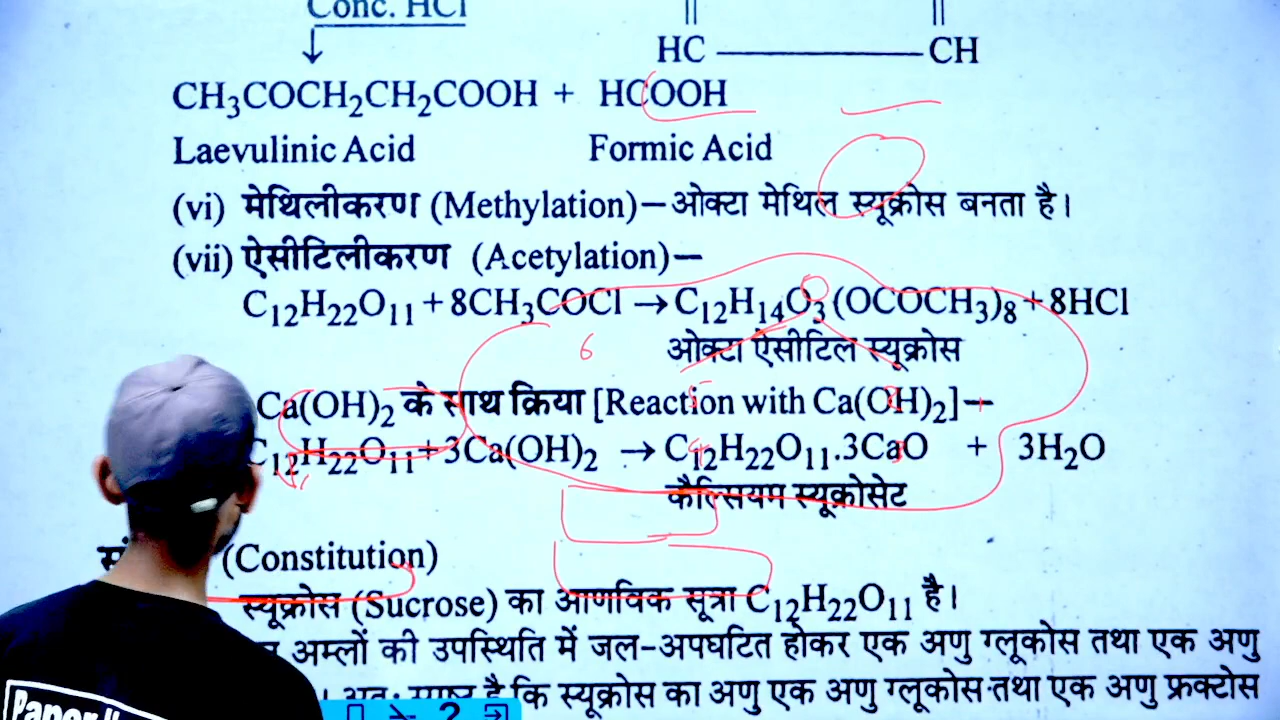 Conc. HCl
HC CH
CH₃COCH₂CH₂COOH + HCOOH
Laevulinic Acid Formic Acid
(vi) मेथिलीकरण (Methylation)—ओक्टा मेथिल स्यूक्रोस बनता है।
(vii) ऐसीटिलीकरण (Acetylation)—
C₁₂H₂₂O₁₁+8CH₃COCl →C₁₂H₁₄O₃(OCOCH₃)₈+8HCl
ओक्टा ऐसीटिल स्यूक्रोस
6
Ca(OH)₂ के साथ क्रिया [Reaction with Ca(OH)₂]—
C₁₂H₂₂O₁₁+3Ca(OH)₂ →C₁₂H₂₂O₁₁.3CaO + 3H₂O
कैल्सियम स्यूक्रोसेट
(Constitution)
स्यूक्रोस (Sucrose) का आणविक सूत्रा C₁₂H₂₂O₁₁ है।
अम्लों की उपस्थिति में जल-अपघटित होकर एक अणु ग्लूकोस तथा एक अणु
है कि स्यूक्रोस का अणु एक अणु ग्लूकोस तथा एक अणु फ्रक्टोस